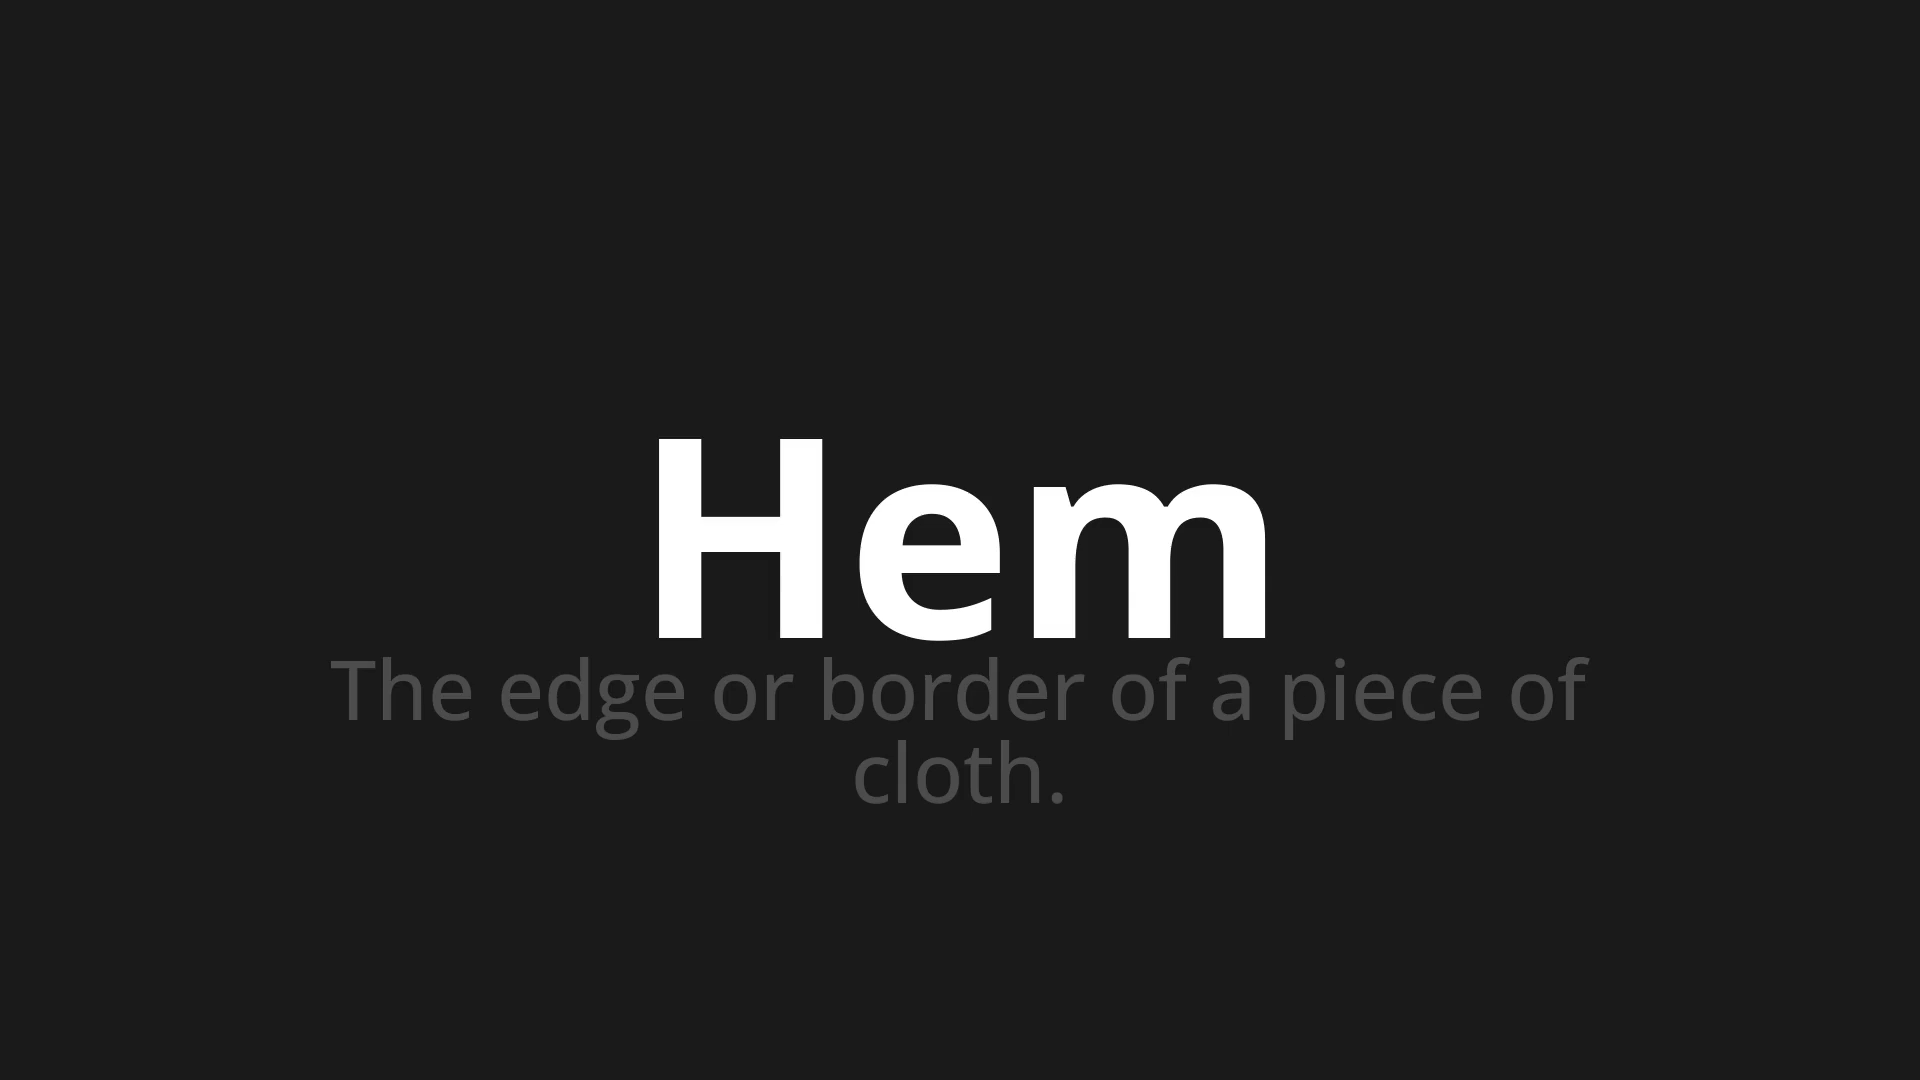 Hem
The edge or border of a piece of
cloth.